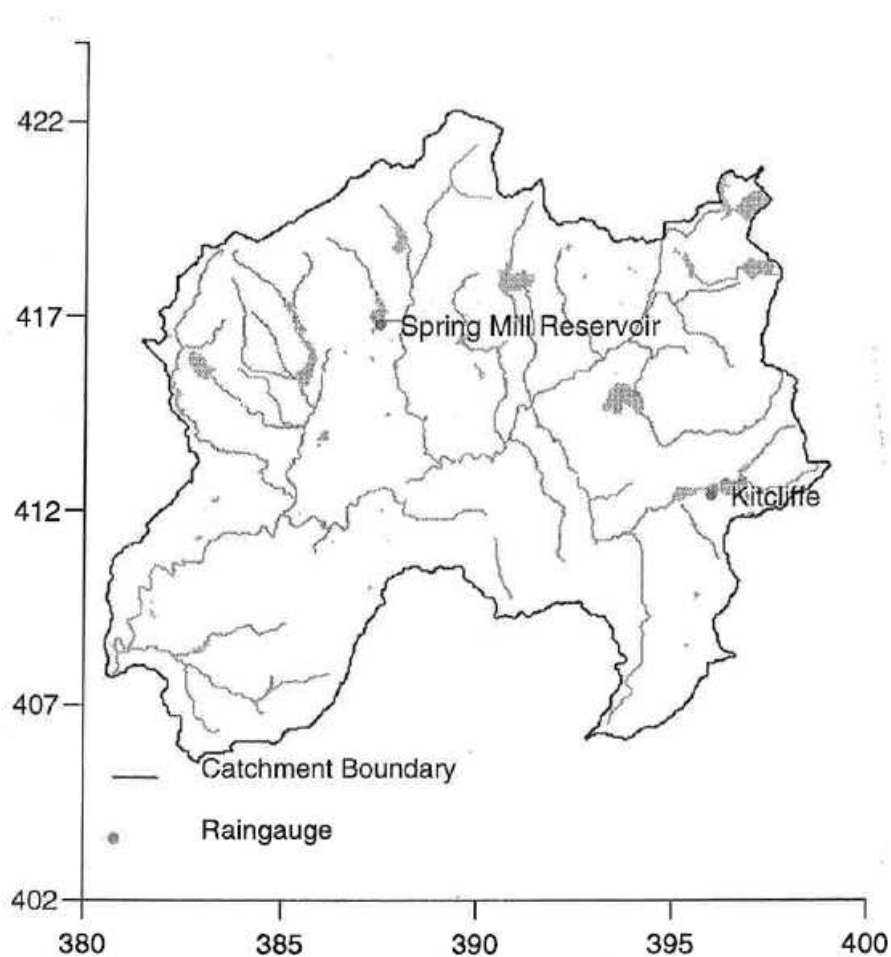 422
417
Spring Mill Reservoir
412
Kitcliffe
407
Catchment Boundary
Raingauge
402
380
385
390
395
400